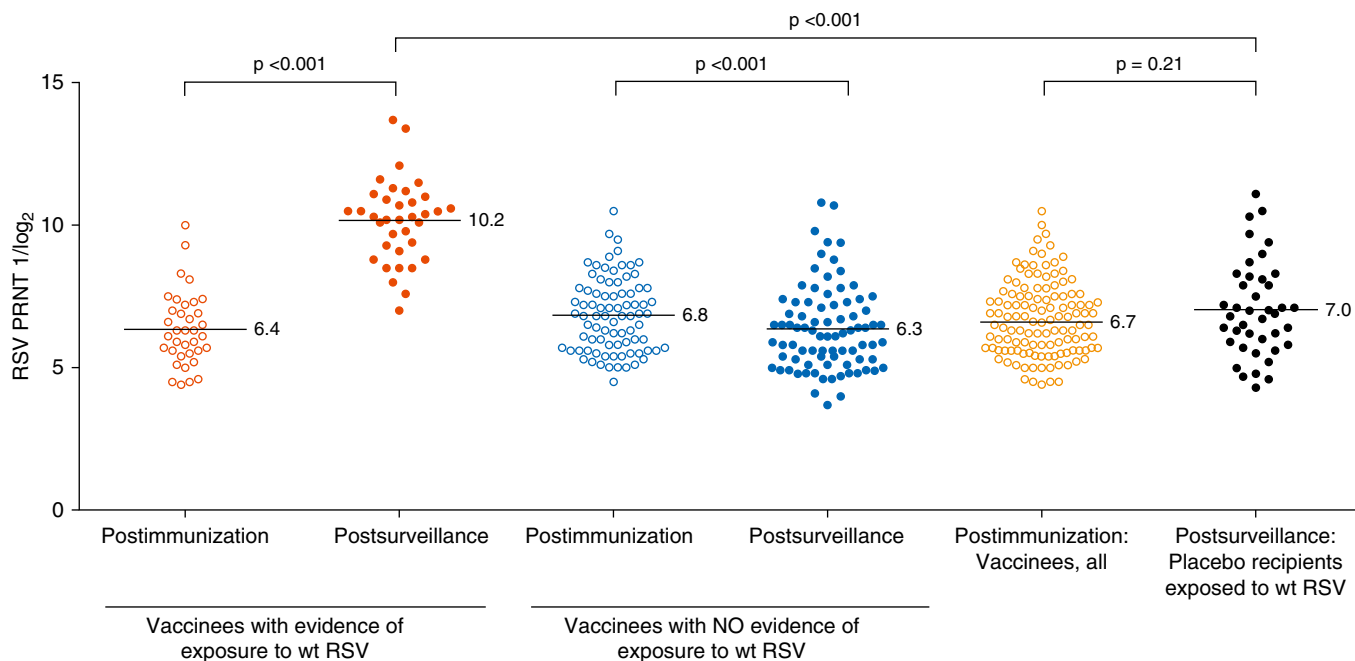 p <0.001
p <0.001
p <0.001
p = 0.21
15
10
5
0
RSV PRNT 1/log2
6.4
10.2
6.8
6.3
6.7
7.0
Postimmunization
Postsurveillance
Postimmunization
Postsurveillance
Postimmunization:
Vaccinees, all
Postsurveillance:
Placebo recipients
exposed to wt RSV
Vaccinees with evidence of
exposure to wt RSV
Vaccinees with NO evidence of
exposure to wt RSV